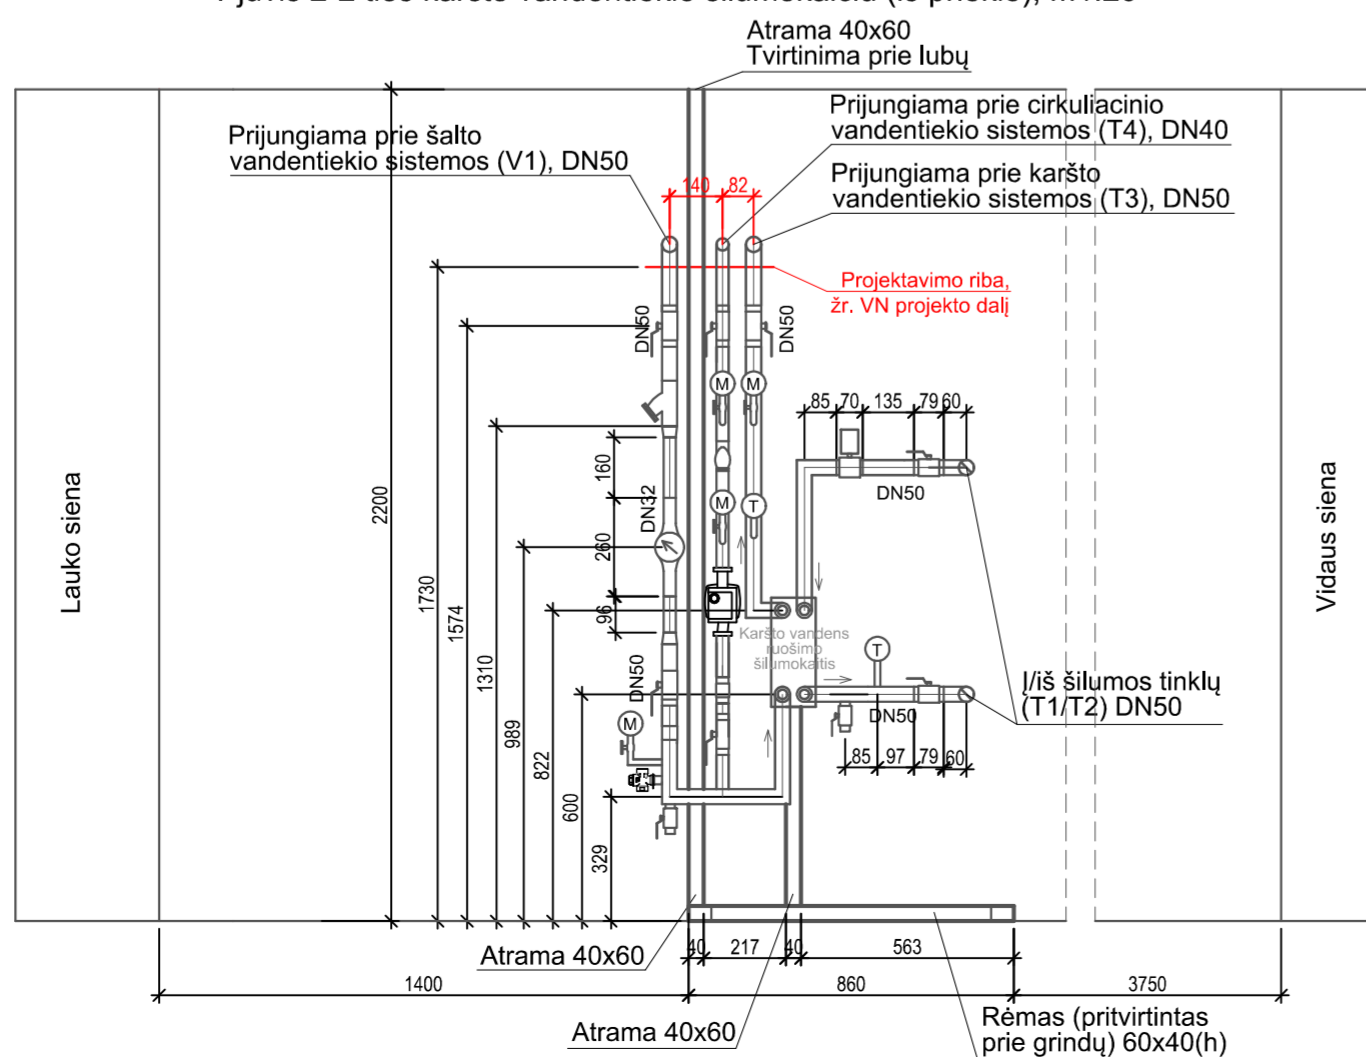 Atrama 40x60
Tvirtinima prie lubų
Prijungiama prie cirkuliacinio
vandentiekio sistemos (T4), DN40
Prijungiama prie šalto
vandentiekio sistemos (V1), DN50
Prijungiama prie karšto
vandentiekio sistemos (T3), DN50
140
82
Projektavimo riba,
žr. VN projekto dalį
DN50
DN50
M
M
85
70
135
79
60
DN50
160
DN32
M
T
260
96
Karšto vandens
ruošimo
šilumokaitis
T
DN50
M
DN50
85
97
79
60
Į/iš šilumos tinklų
(T1/T2) DN50
Lauko siena
Vidaus siena
2200
1730
1574
1310
989
822
600
329
40
217
40
563
Atrama 40x60
1400
860
3750
Atrama 40x60
Rėmas (pritvirtintas
prie grindų) 60x40(h)